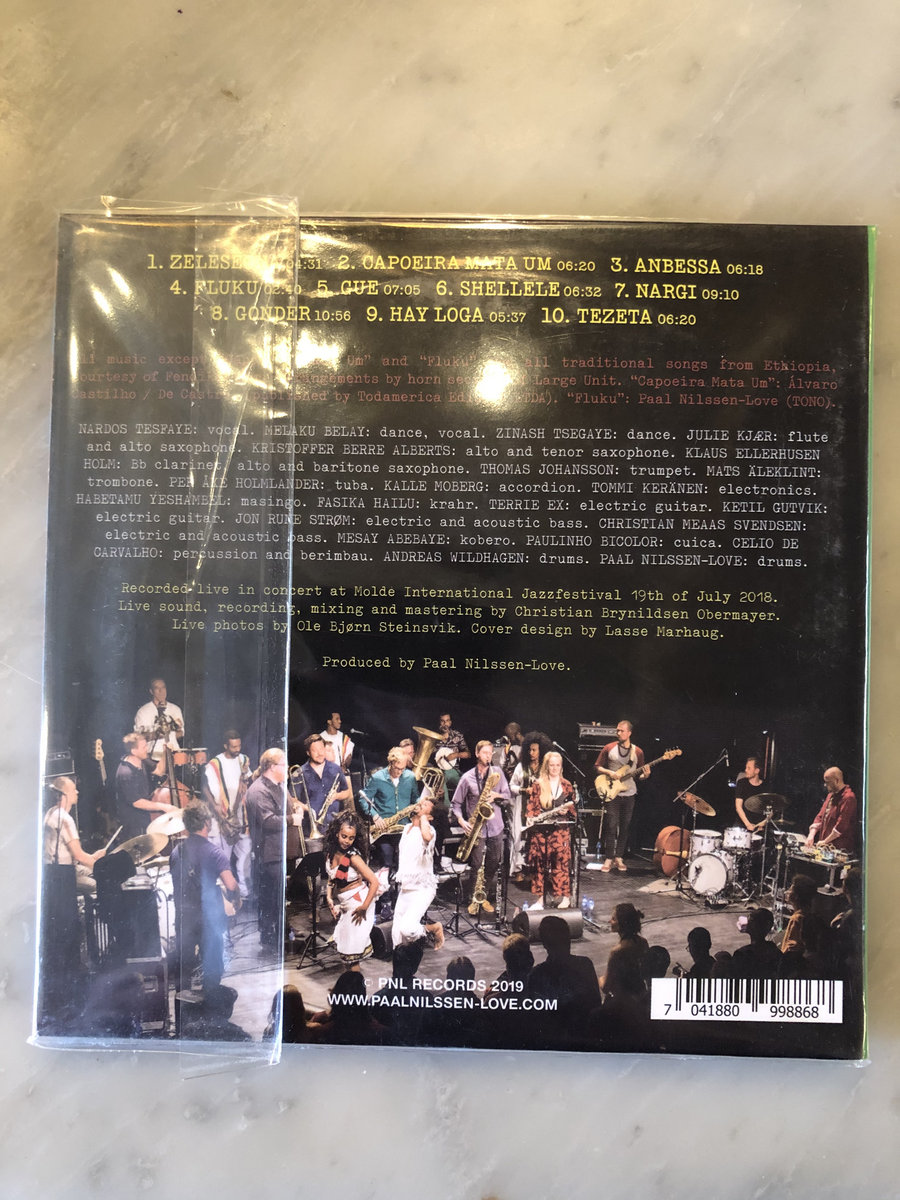 1. ZELESE 04:31 2. CAPOEIRA MATA UM 06:20 3. ANBESSA 06:18
4. FLUKU 02:40 5. GUE 07:05 6. SHELLELE 06:32 7. NARGI 09:10
8. GONDER 10:56 9. HAY LOGA 05:37 10. TEZETA 06:20
music except Um" and "Fluku" all traditional songs from Ethiopia,
courtesy of arrangements by horn Large Unit. "Capoeira Mata Um": Álvaro
Castilho / De Castro published by Todamerica "Fluku": Paal Nilssen-Love (TONO).
NARDOS TESFAYE: vocal. MELAKU BELAY: dance, vocal. ZINASH TSEGAYE: dance. JULIE KJÆR: flute
and alto saxophone. KRISTOFFER BERRE ALBERTS: alto and tenor saxophone. KLAUS ELLERHUSEN
HOLM: Bb clarinet, alto and baritone saxophone. THOMAS JOHANSSON: trumpet. MATS ÄLEKLINT:
trombone. PER ÅKE HOLMLANDER: tuba. KALLE MOBERG: accordion. TOMMI KERÄNEN: electronics.
HABETAMU YESHAMBEL: masingo. FASIKA HAILU: krahr. TERRIE EX: electric guitar. KETIL GUTVIK:
electric guitar. JON RUNE STRØM: electric and acoustic bass. CHRISTIAN MEAAS SVENDSEN:
electric and acoustic bass. MESAY ABEBAYE: kobero. PAULINHO BICOLOR: cuica. CELIO DE
CARVALHO: percussion and berimbau. ANDREAS WILDHAGEN: drums. PAAL NILSSEN-LOVE: drums.
Recorded live in concert at Molde International Jazzfestival 19th of July 2018.
Live sound, recording, mixing and mastering by Christian Brynildsen Obermayer.
Live photos by Ole Bjørn Steinsvik. Cover design by Lasse Marhaug.
Produced by Paal Nilssen-Love.
© PNL RECORDS 2019
WWW.PAALNILSSEN-LOVE.COM
7 041880 998868